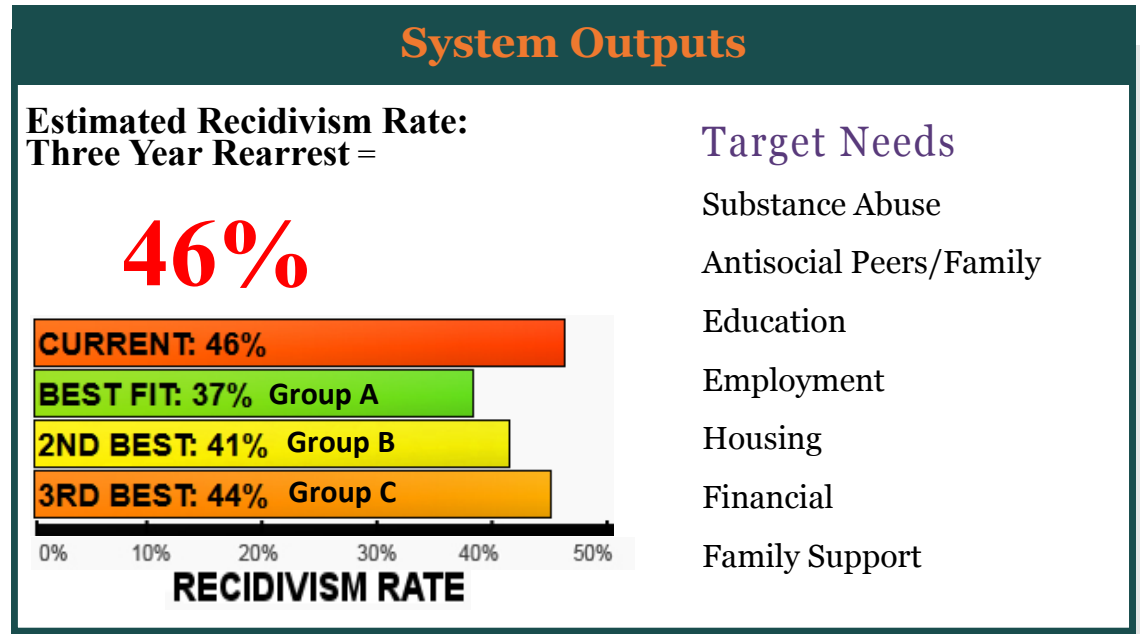 System Outputs
Estimated Recidivism Rate:
Three Year Rearrest =
46%
CURRENT: 46%
BEST FIT: 37% Group A
2ND BEST: 41% Group B
3RD BEST: 44% Group C
0% 10% 20% 30% 40% 50%
RECIDIVISM RATE
Target Needs
Substance Abuse
Antisocial Peers/Family
Education
Employment
Housing
Financial
Family Support